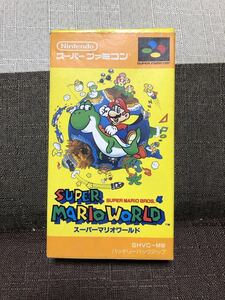 Nintendo
スーパーファミコン
SUPER FAMICOM
SUPER MARIO BROS. 4
SUPER
MARIO WORLD
スーパーマリオワールド
SHVC-MW
バッテリーバックアップ